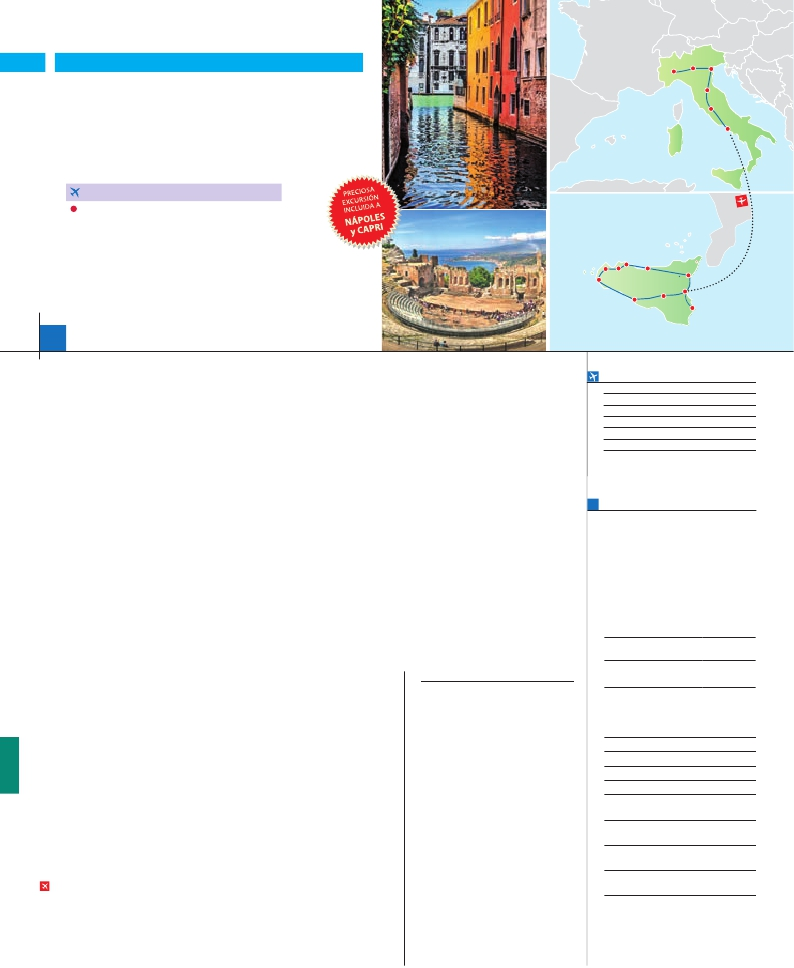 PRECIOSA
EXCURSIÓN
INCLUIDA A
NÁPOLES
y CAPRI